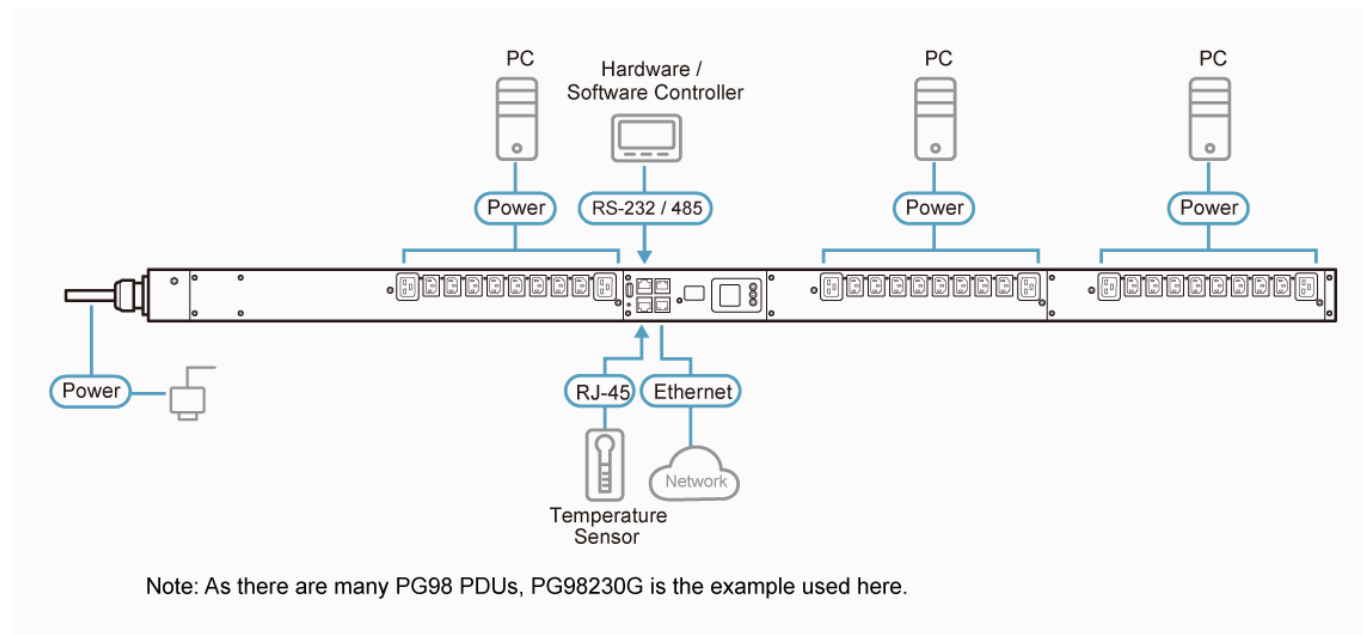 PC
Hardware /
Software Controller
PC
PC
Power
RS-232 / 485
Power
Power
Power
RJ-45
Ethernet
Network
Temperature
Sensor
Note: As there are many PG98 PDUs, PG98230G is the example used here.